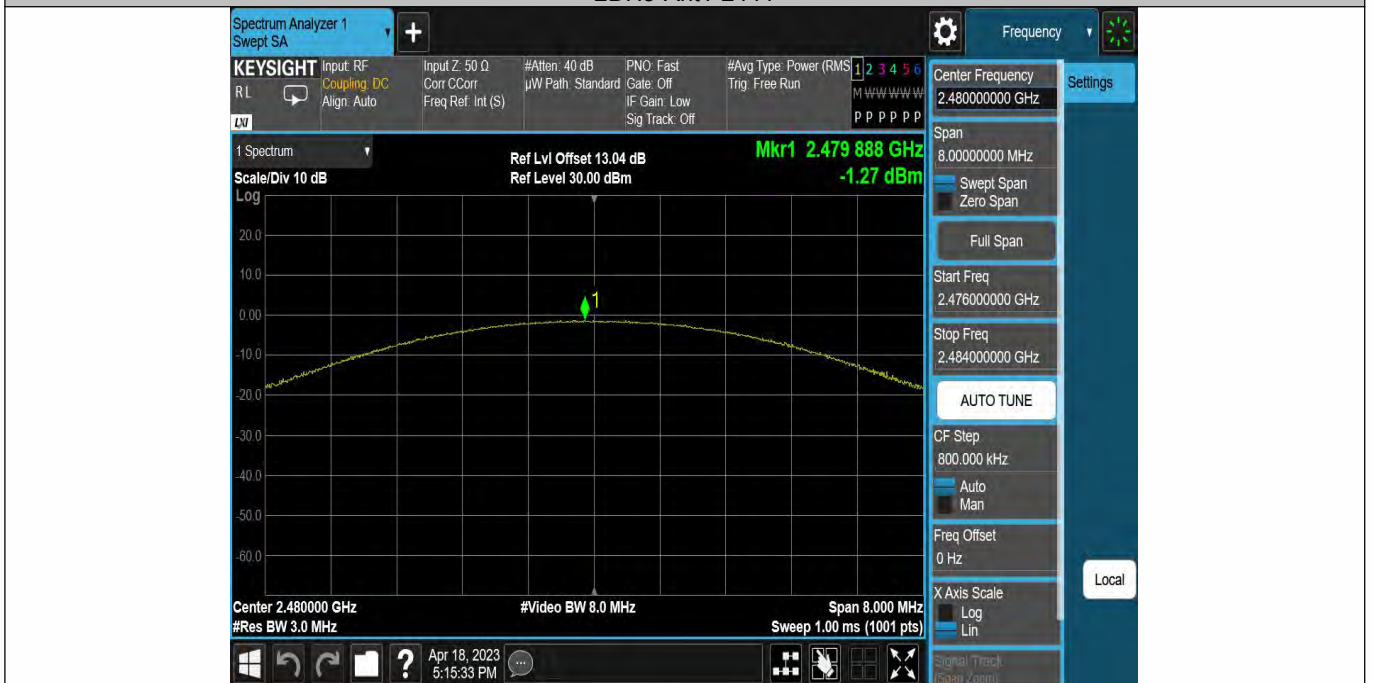 Spectrum Analyzer 1
Swept SA
+
Frequency
KEYSIGHT
RL
LXI
Input: RF
Coupling: DC
Align: Auto
Input Z: 50 Ω
Corr CCorr
Freq Ref: Int (S)
#Atten: 40 dB
µW Path: Standard
PNO: Fast
Gate: Off
IF Gain: Low
Sig Track: Off
#Avg Type: Power (RMS
Trig: Free Run
1 2 3 4 5 6
M W W W W W
P P P P P P
1 Spectrum
Scale/Div 10 dB
Log
Ref Lvl Offset 13.04 dB
Ref Level 30.00 dBm
Mkr1 2.479 888 GHz
-1.27 dBm
20.0
10.0
0.00
-10.0
-20.0
-30.0
-40.0
-50.0
-60.0
1
Center 2.480000 GHz
#Res BW 3.0 MHz
#Video BW 8.0 MHz
Span 8.000 MHz
Sweep 1.00 ms (1001 pts)
?
Apr 18, 2023
5:15:33 PM
Center Frequency
2.480000000 GHz
Settings
Span
8.00000000 MHz
Swept Span
Zero Span
Full Span
Start Freq
2.476000000 GHz
Stop Freq
2.484000000 GHz
AUTO TUNE
CF Step
800.000 kHz
Auto
Man
Freq Offset
0 Hz
X Axis Scale
Log
Lin
Local
Signal Track
(Span Zoom)